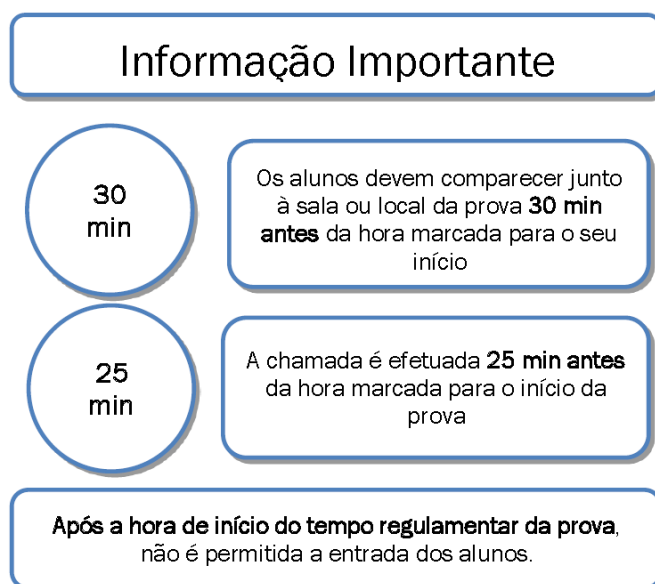 Informação Importante
30
min
Os alunos devem comparecer junto
à sala ou local da prova 30 min
antes da hora marcada para o seu
início
25
min
A chamada é efetuada 25 min antes
da hora marcada para o início da
prova
Após a hora de início do tempo regulamentar da prova,
não é permitida a entrada dos alunos.